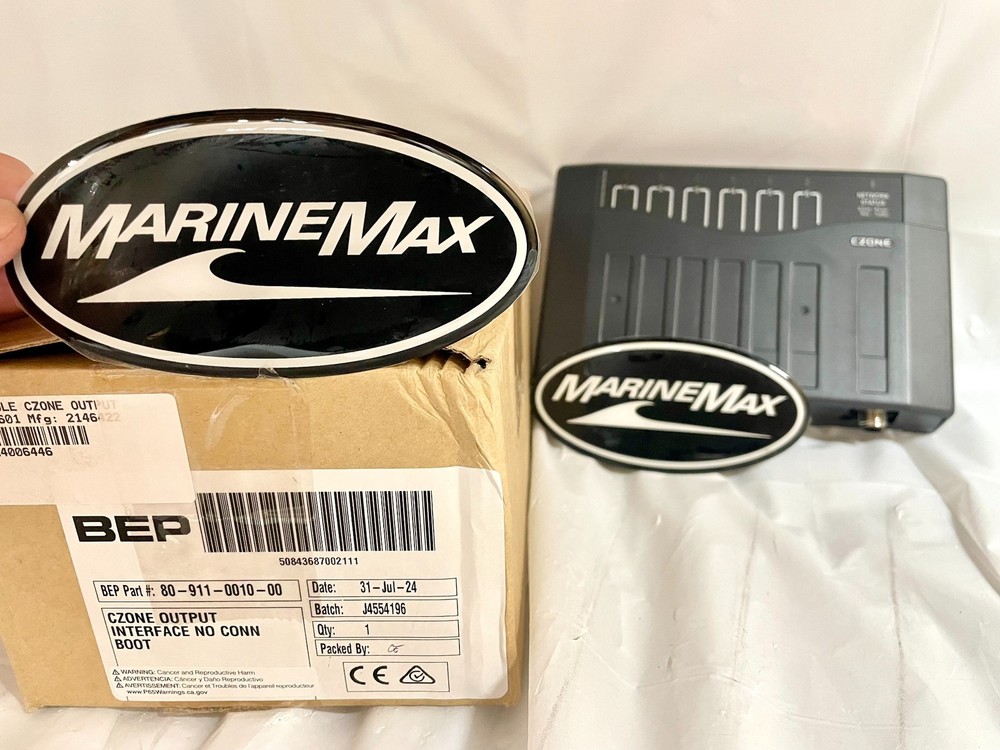 MARINEMAX
NETWORK
STATUS
CZONE
MARINEMAX
LE CZONE OUTPUT
601 Mfg: 2146422
4006446
BEP
50843687002111
BEP Part #: 80-911-0010-00
CZONE OUTPUT
INTERFACE NO CONN
BOOT
Date: 31-Jul-24
Batch: J4554196
Qty: 1
Packed By:
WARNING: Cancer and Reproductive Harm
ADVERTENCIA: Cáncer y Daño Reproductivo
AVERTISSEMENT: Cancer et Troubles de l'appareil reproducteur
www.P65Warnings.ca.gov
CE